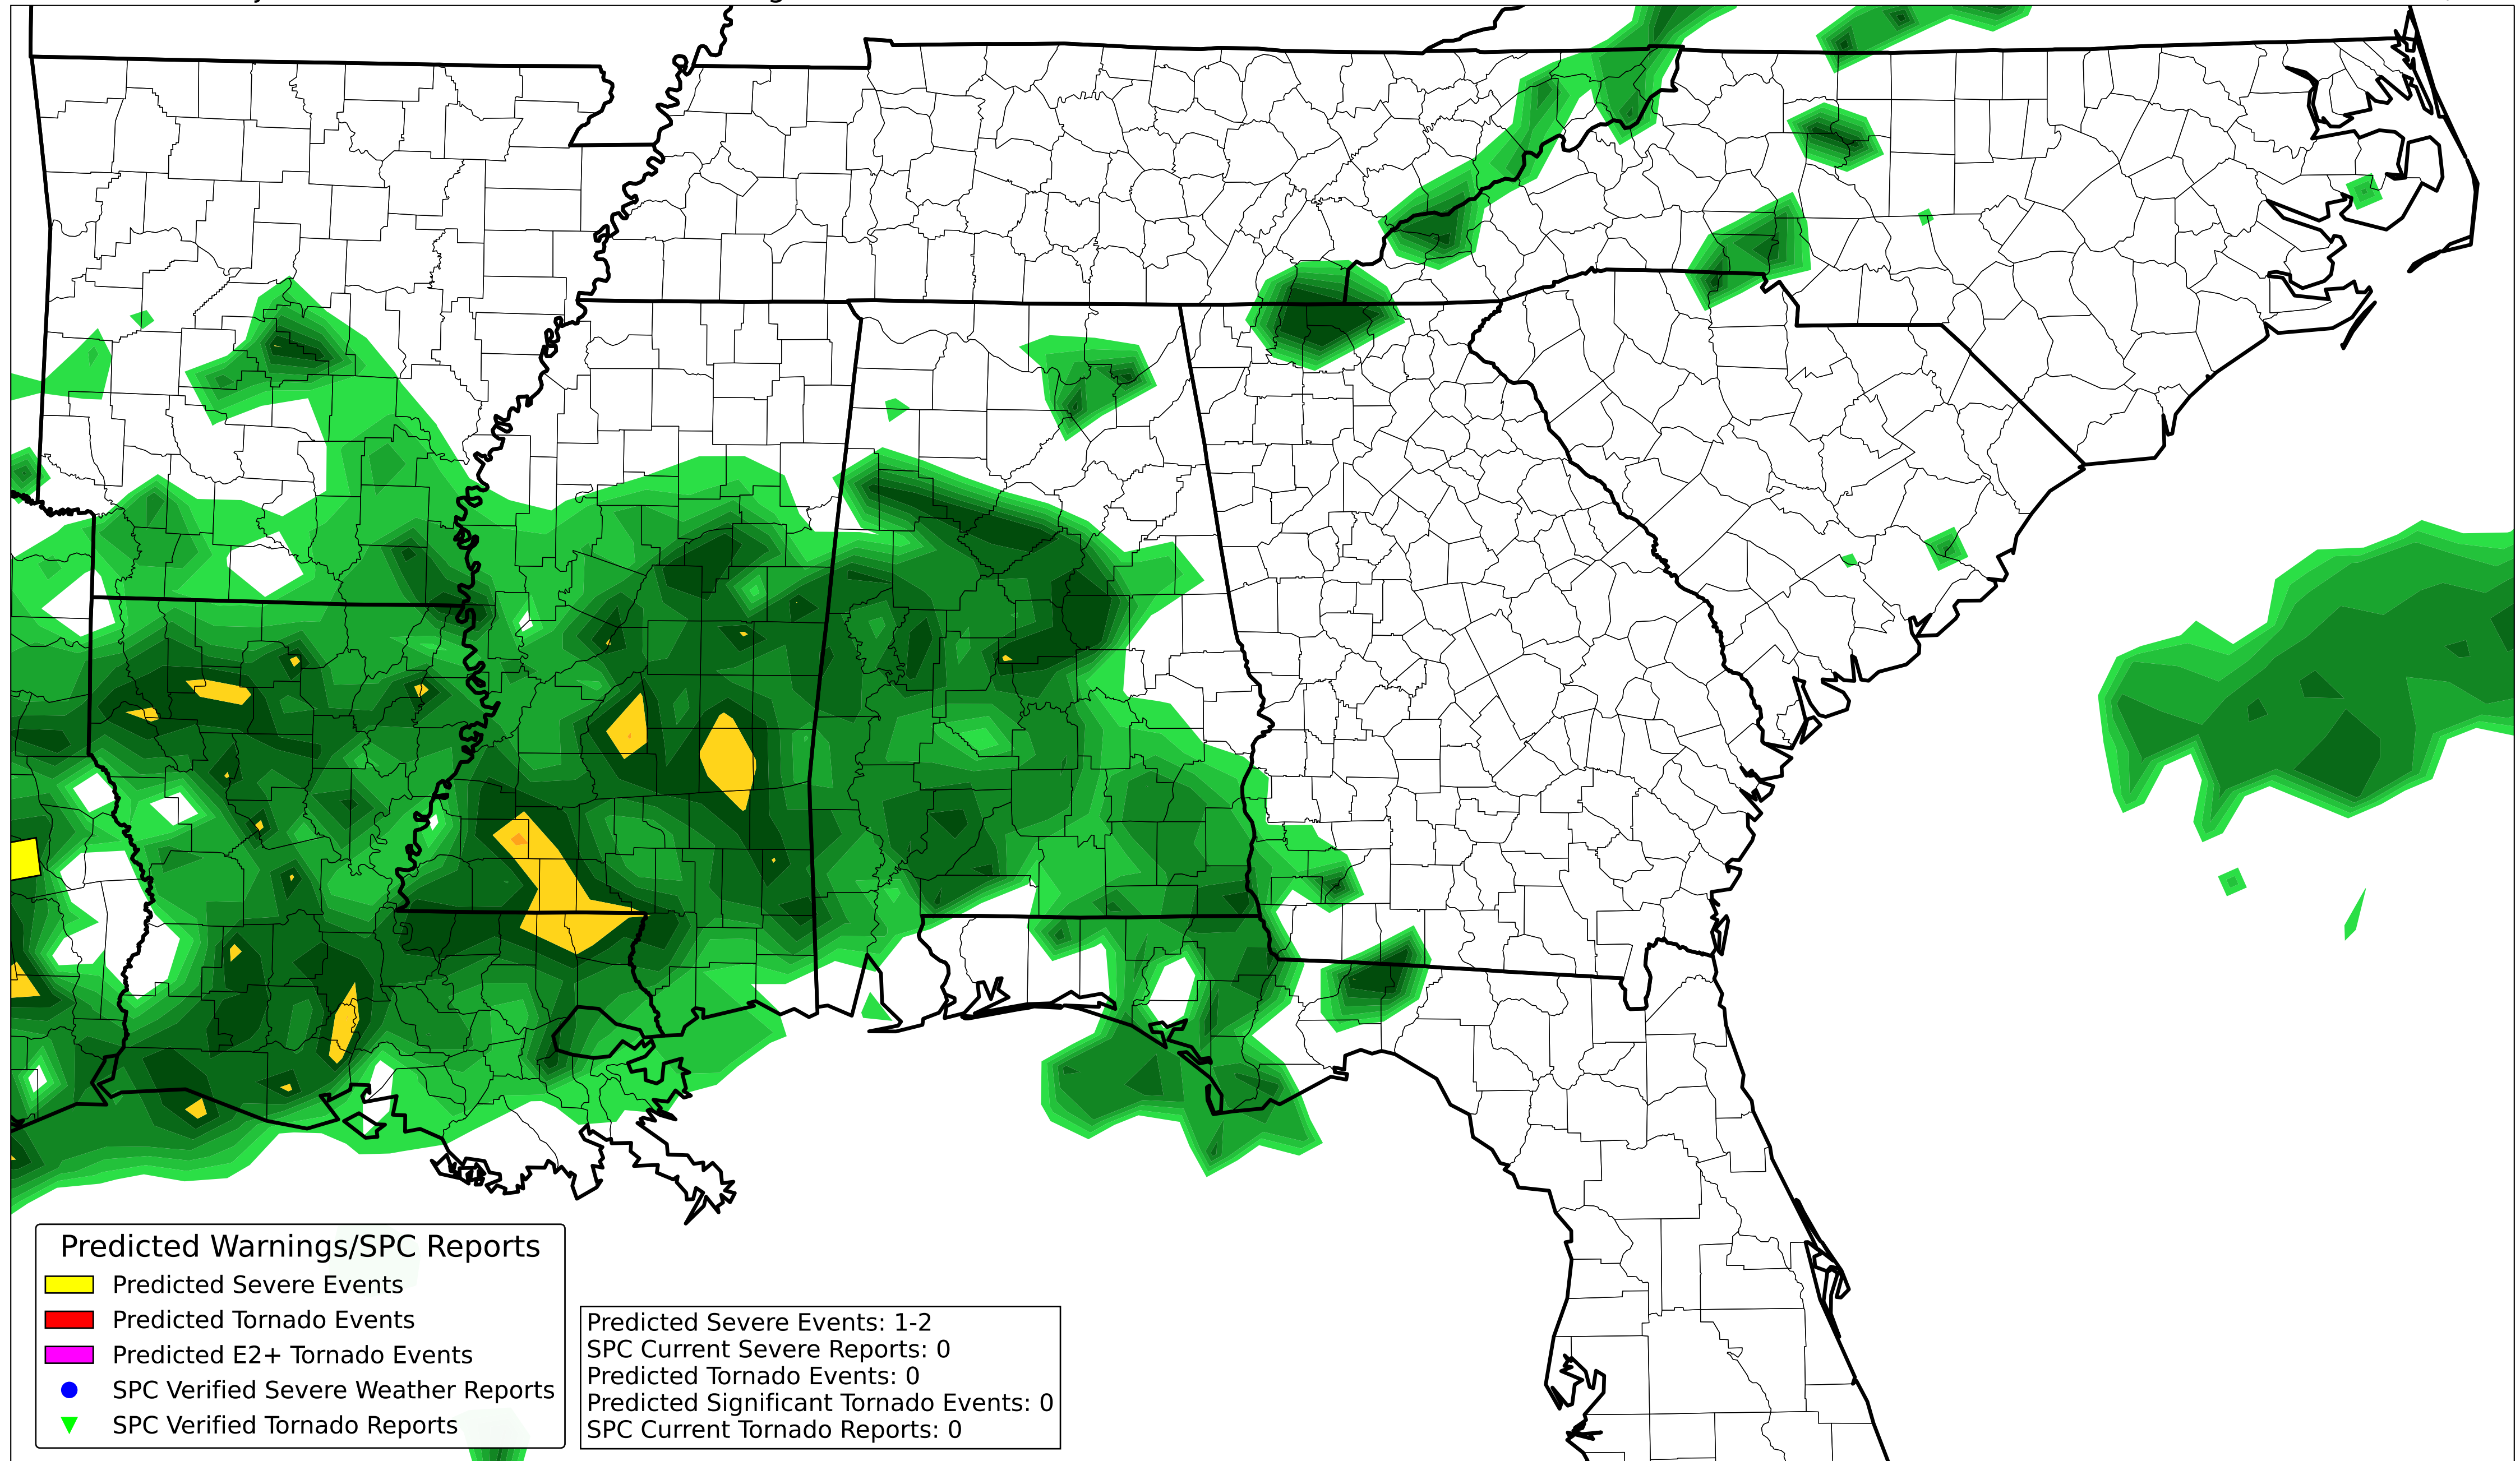 Predicted Warnings/SPC Reports
Predicted Severe Events
Predicted Tornado Events
Predicted E2+ Tornado Events
SPC Verified Severe Weather Reports
SPC Verified Tornado Reports
Predicted Severe Events: 1-2
SPC Current Severe Reports: 0
Predicted Tornado Events: 0
Predicted Significant Tornado Events: 0
SPC Current Tornado Reports: 0